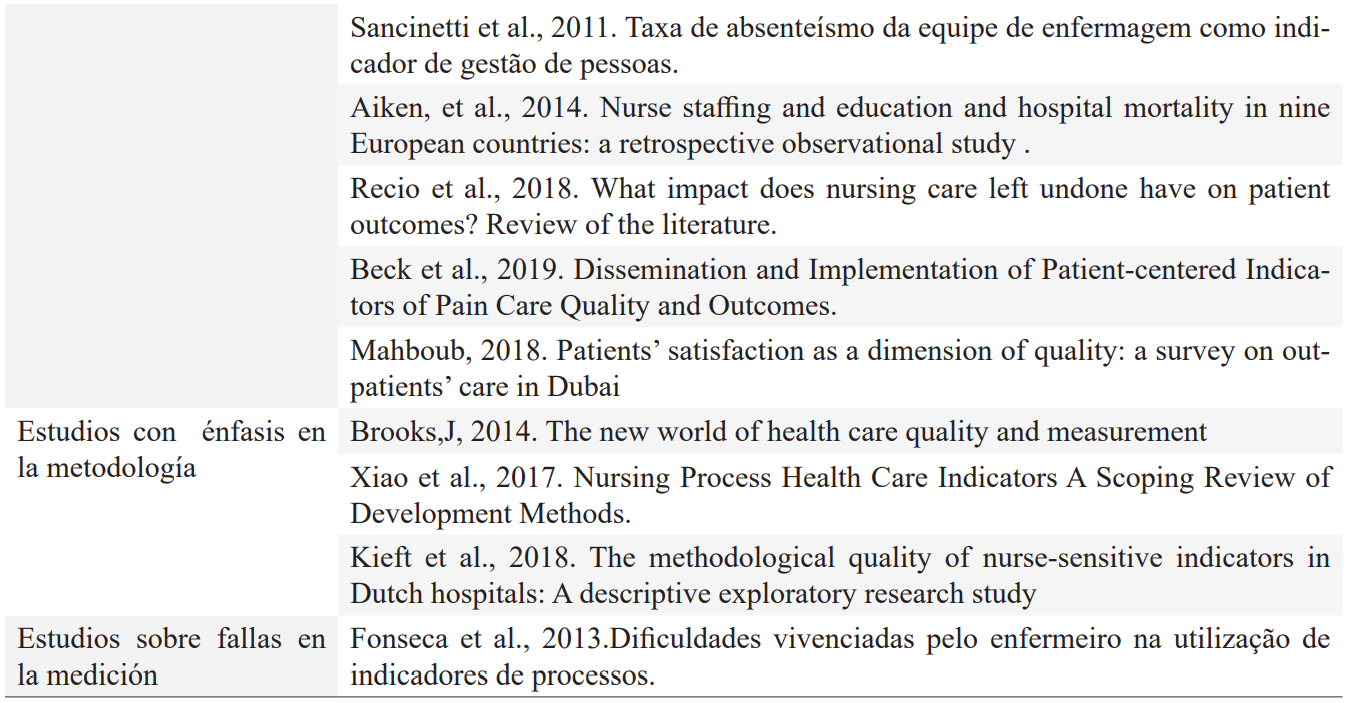 Sancinetti et al., 2011. Taxa de absenteísmo da equipe de enfermagem como indi-
cador de gestão de pessoas.
Aiken, et al., 2014. Nurse staffing and education and hospital mortality in nine
European countries: a retrospective observational study .
Recio et al., 2018. What impact does nursing care left undone have on patient
outcomes? Review of the literature.
Beck et al., 2019. Dissemination and Implementation of Patient-centered Indica-
tors of Pain Care Quality and Outcomes.
Mahboub, 2018. Patients’ satisfaction as a dimension of quality: a survey on out-
patients’ care in Dubai
Estudios con énfasis en
la metodología
Brooks,J, 2014. The new world of health care quality and measurement
Xiao et al., 2017. Nursing Process Health Care Indicators A Scoping Review of
Development Methods.
Kieft et al., 2018. The methodological quality of nurse-sensitive indicators in
Dutch hospitals: A descriptive exploratory research study
Estudios sobre fallas en
la medición
Fonseca et al., 2013.Dificuldades vivenciadas pelo enfermeiro na utilização de
indicadores de processos.